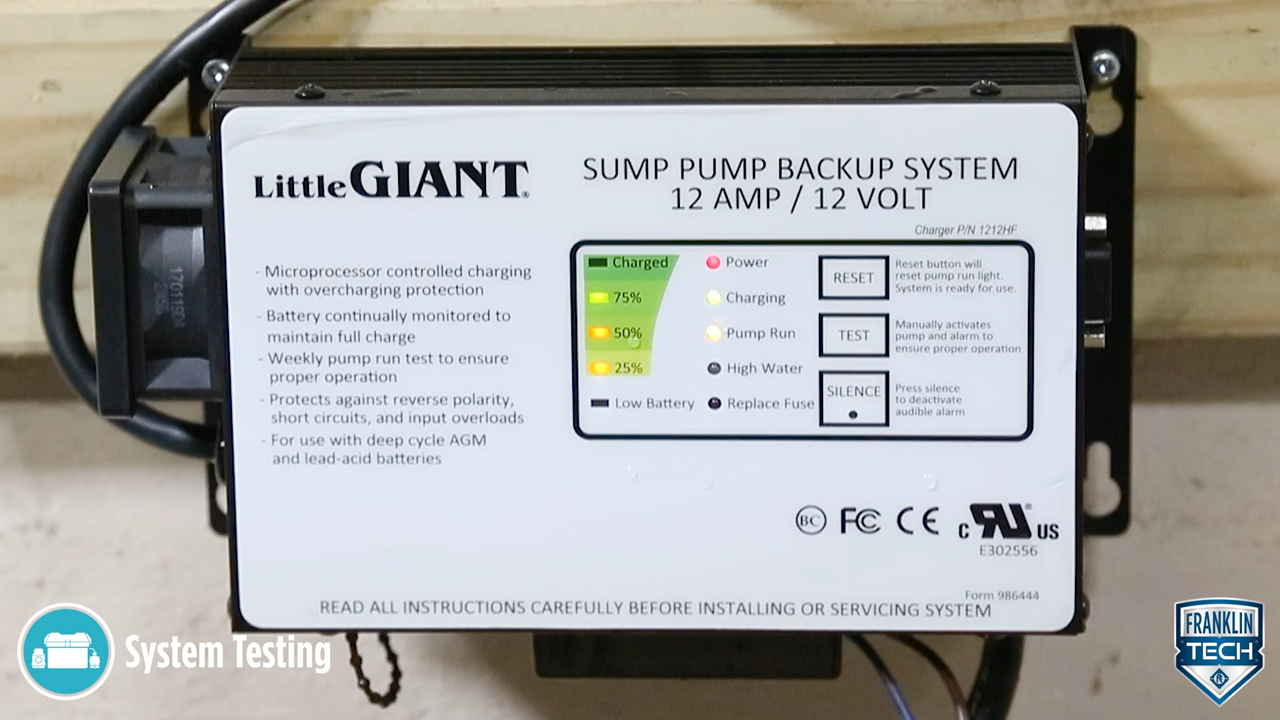 LittleGIANT®
SUMP PUMP BACKUP SYSTEM
12 AMP / 12 VOLT
Charger P/N 1212HF
- Microprocessor controlled charging
with overcharging protection
- Battery continually monitored to
maintain full charge
- Weekly pump run test to ensure
proper operation
- Protects against reverse polarity,
short circuits, and input overloads
- For use with deep cycle AGM
and lead-acid batteries
Charged
75%
50%
25%
Low Battery
Power
Charging
Pump Run
High Water
Replace Fuse
RESET
Reset button will
reset pump run light.
System is ready for use.
TEST
Manually activates
pump and alarm to
ensure proper operation
SILENCE
Press silence
to deactivate
audible alarm
BC FC CE c RU® US
E302556
Form 986444
READ ALL INSTRUCTIONS CAREFULLY BEFORE INSTALLING OR SERVICING SYSTEM
System Testing
FRANKLIN
TECH